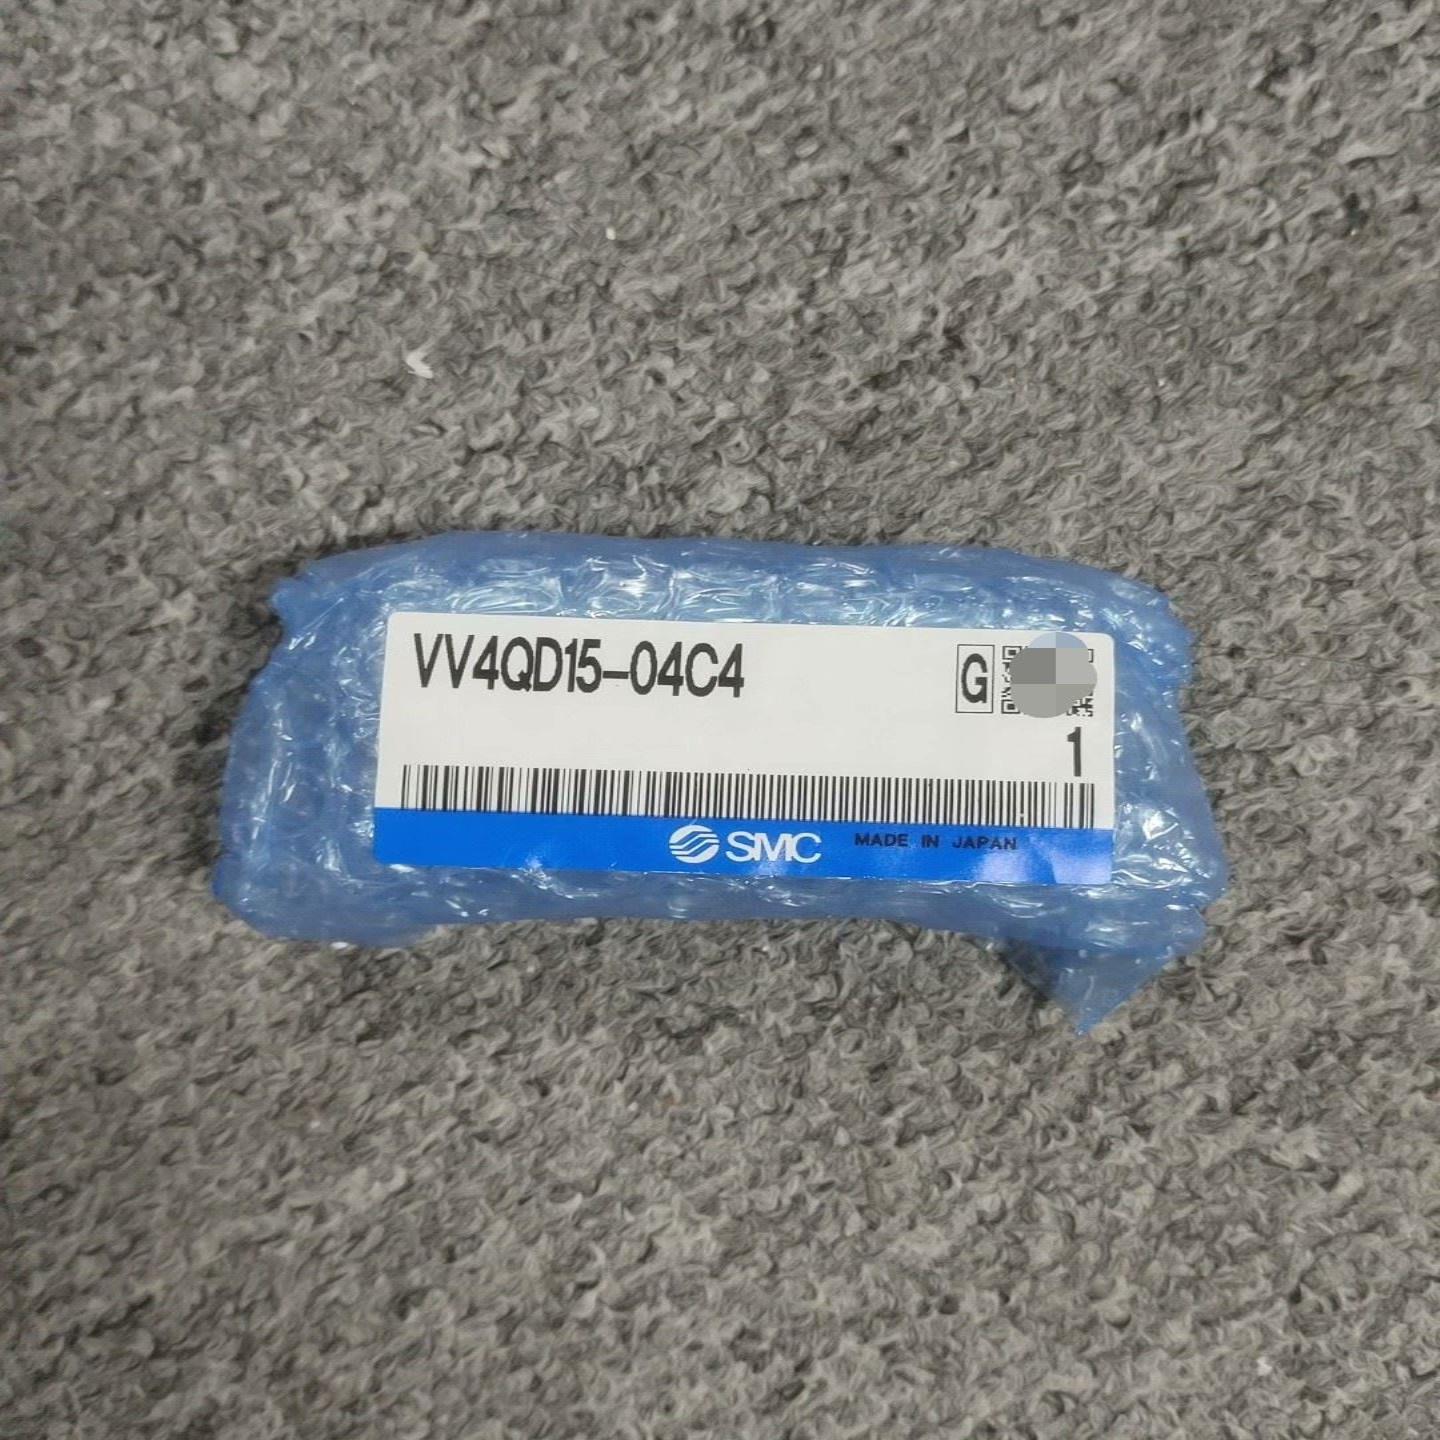 VV4QD15-04C4
G
1
SMC MADE IN JAPAN